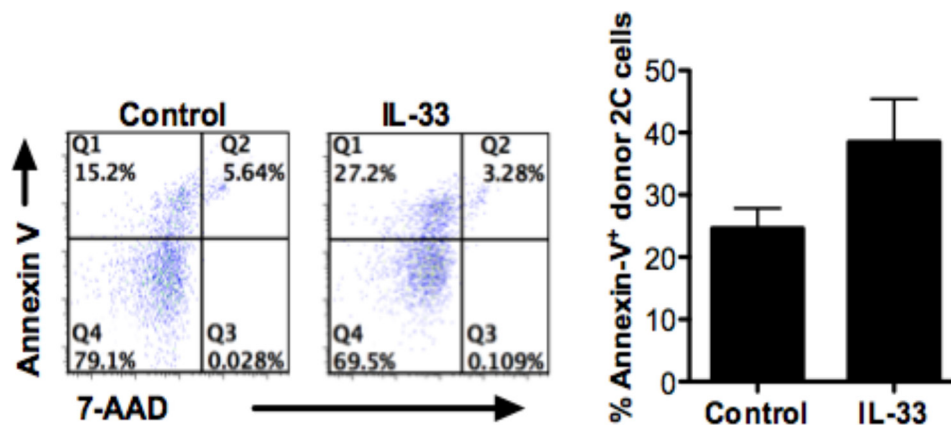 Control
IL-33
Annexin V
Q1
15.2%
Q2
5.64%
Q4
79.1%
Q3
0.028%
Q1
27.2%
Q2
3.28%
Q4
69.5%
Q3
0.109%
7-AAD
% Annexin-V⁺ donor 2C cells
50
40
30
20
10
0
Control
IL-33